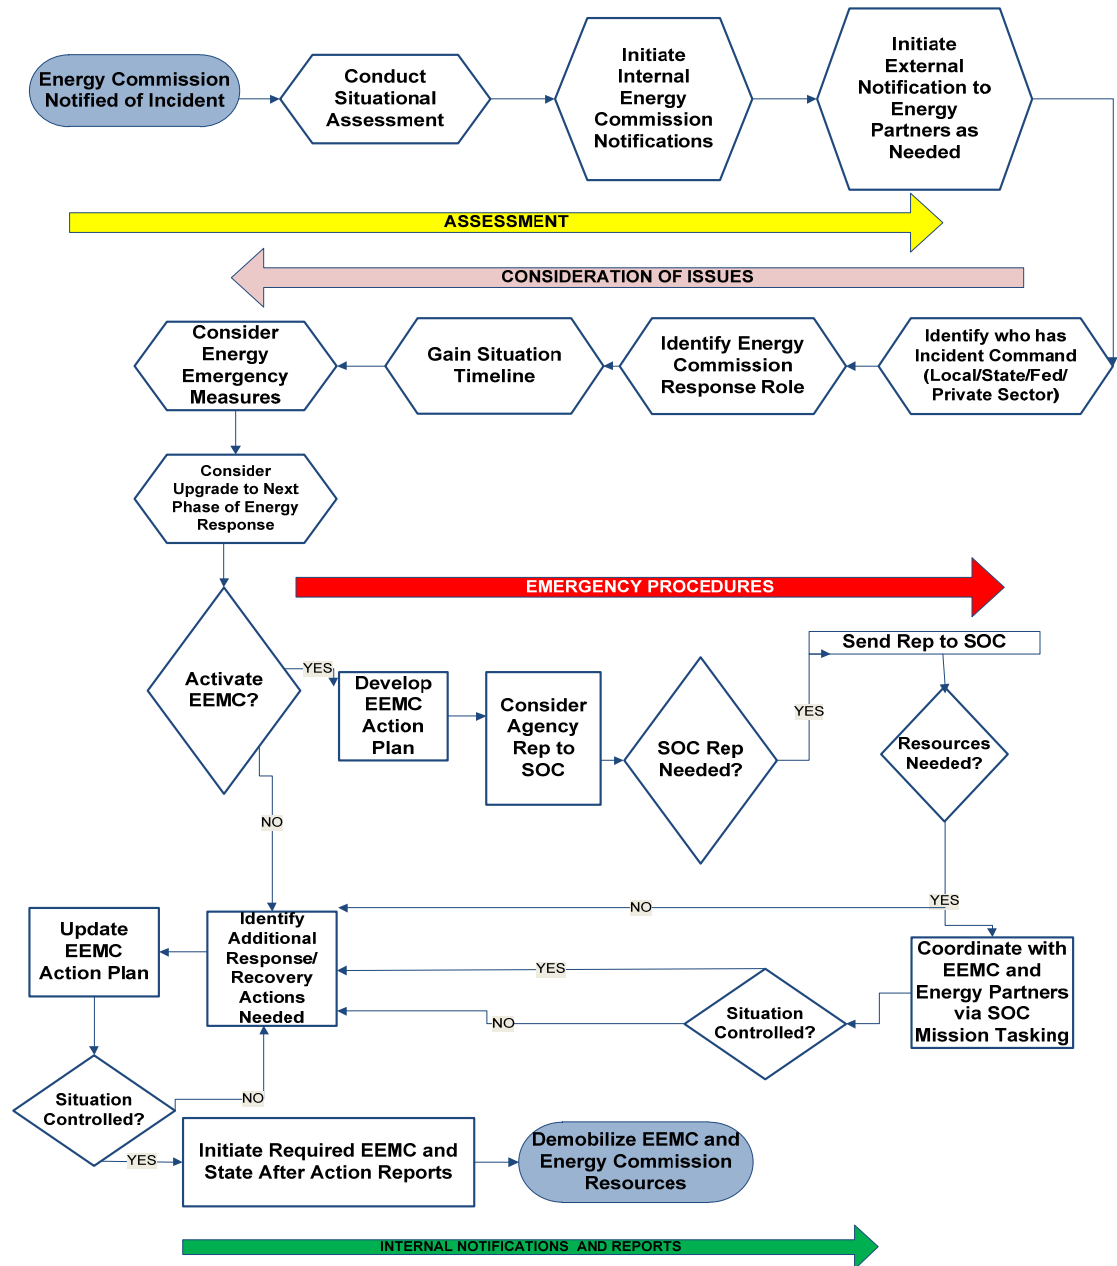 Energy Commission
Notified of Incident
Conduct
Situational
Assessment
Initiate
Internal
Energy
Commission
Notifications
Initiate
External
Notification to
Energy
Partners as
Needed
ASSESSMENT
CONSIDERATION OF ISSUES
Consider
Energy
Emergency
Measures
Gain Situation
Timeline
Identify Energy
Commission
Response Role
Identify who has
Incident Command
(Local/State/Fed/
Private Sector)
Consider
Upgrade to Next
Phase of Energy
Response
EMERGENCY PROCEDURES
Activate
EEMC?
YES
Develop
EEMC
Action
Plan
Consider
Agency
Rep to
SOC
SOC Rep
Needed?
YES
Send Rep to SOC
Resources
Needed?
NO
YES
NO
Update
EEMC
Action Plan
Identify
Additional
Response/
Recovery
Actions
Needed
YES
NO
Situation
Controlled?
Coordinate with
EEMC and
Energy Partners
via SOC
Mission Tasking
Situation
Controlled?
NO
YES
Initiate Required EEMC and
State After Action Reports
Demobilize EEMC and
Energy Commission
Resources
INTERNAL NOTIFICATIONS AND REPORTS